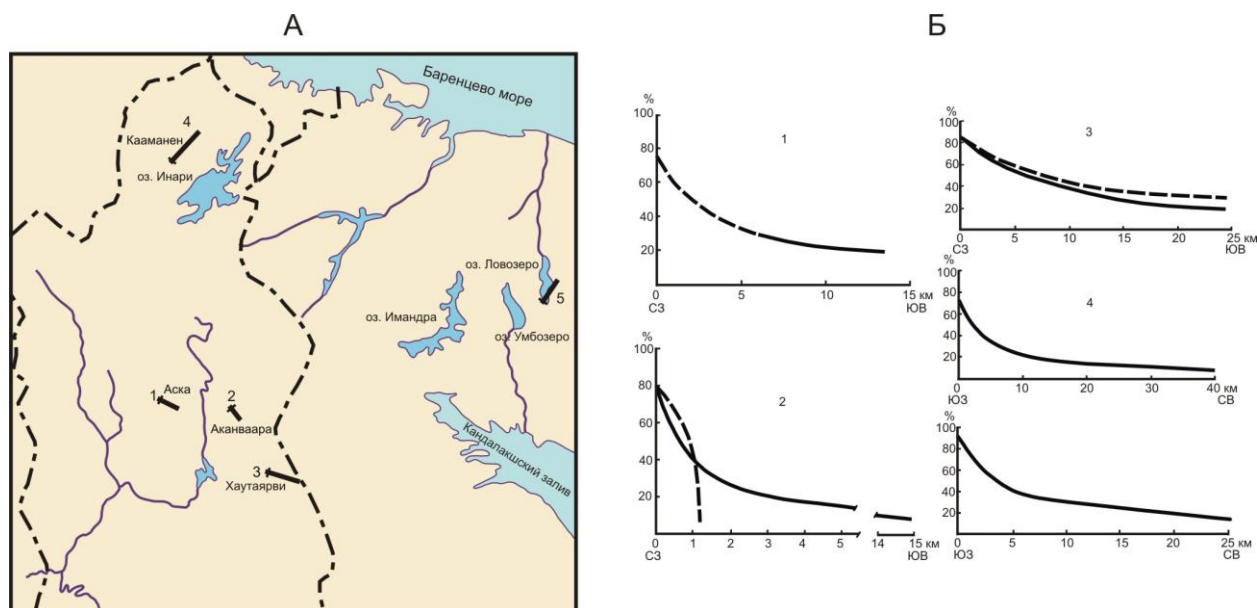 А
Б
Баренцево море
4
Кааманен
оз. Инари
оз. Ловозеро
5
оз. Имандра
оз. Умбозеро
1
Аска
2
Аканваара
3
Хаутаярви
Кандалакшский
залив
%
100
80
60
40
20
1
0
5
10
15 км
СЗ
ЮВ
%
100
80
60
40
20
2
0
1
2
3
4
5
14
15 км
СЗ
ЮВ
%
100
80
60
40
20
3
0
5
10
15
20
25 км
СЗ
ЮВ
%
100
80
60
40
20
4
0
10
20
30
40 км
ЮЗ
СВ
%
100
80
60
40
20
0
5
10
15
20
25 км
ЮЗ
СВ